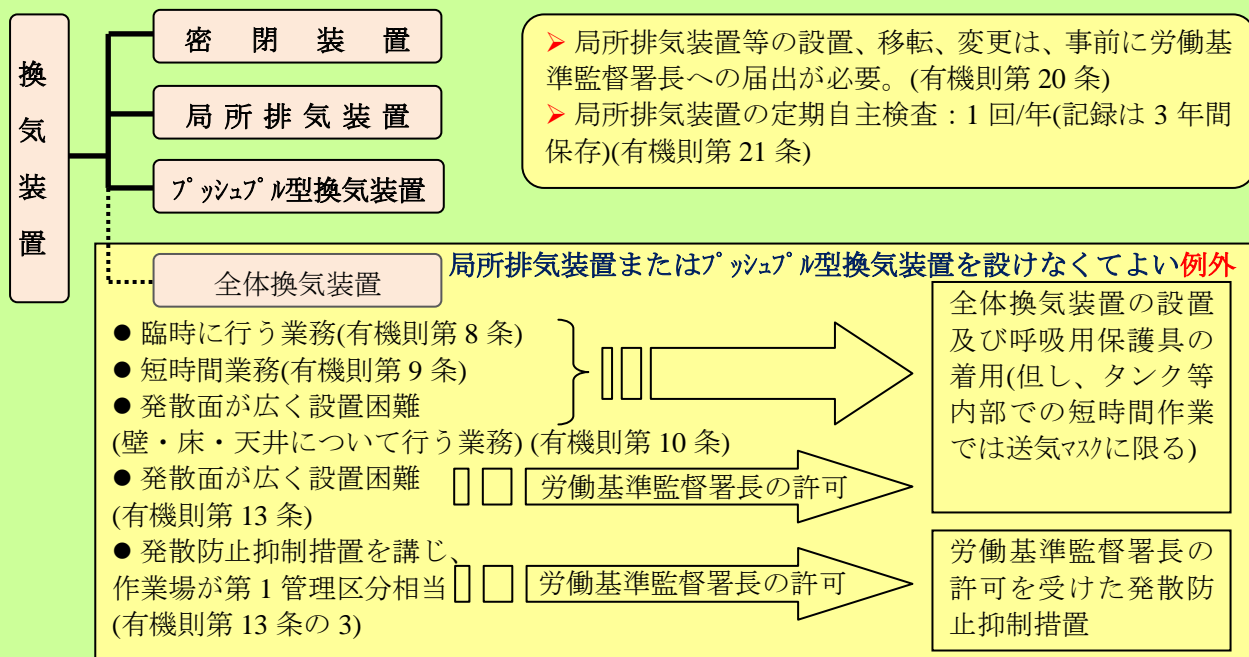 換気装置
密閉装置
局所排気装置
ﾌﾟｯｼｭﾌﾟﾙ型換気装置
➢ 局所排気装置等の設置、移転、変更は、事前に労働基
準監督署長への届出が必要。(有機則第 20 条)
➢ 局所排気装置の定期自主検査：1 回/年(記録は 3 年間
保存)(有機則第 21 条)
全体換気装置
局所排気装置またはﾌﾟｯｼｭﾌﾟﾙ型換気装置を設けなくてよい例外
● 臨時に行う業務(有機則第 8 条)
● 短時間業務(有機則第 9 条)
● 発散面が広く設置困難
(壁・床・天井について行う業務) (有機則第 10 条)
全体換気装置の設置
及び呼吸用保護具の
着用(但し、タンク等
内部での短時間作業
では送気ﾏｽｸに限る)
● 発散面が広く設置困難
(有機則第 13 条)
労働基準監督署長の許可
● 発散防止抑制措置を講じ、
作業場が第 1 管理区分相当
(有機則第 13 条の 3)
労働基準監督署長の許可
労働基準監督署長の
許可を受けた発散防
止抑制措置